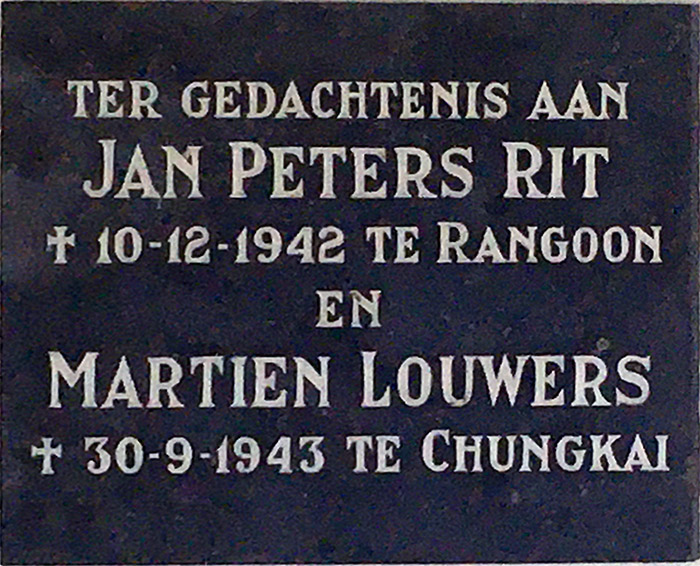 TER GEDACHTENIS AAN
JAN PETERS RIT
✝ 10-12-1942 TE RANGOON
EN
MARTIEN LOUWERS
✝ 30-9-1943 TE CHUNGKAI